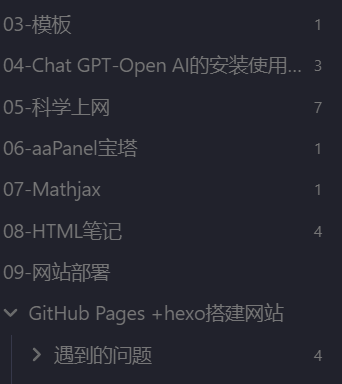 03-模板 1
04-Chat GPT-Open AI的安装使用... 3
05-科学上网 7
06-aaPanel宝塔 1
07-Mathjax 1
08-HTML笔记 4
09-网站部署
GitHub Pages +hexo搭建网站
遇到的问题 4